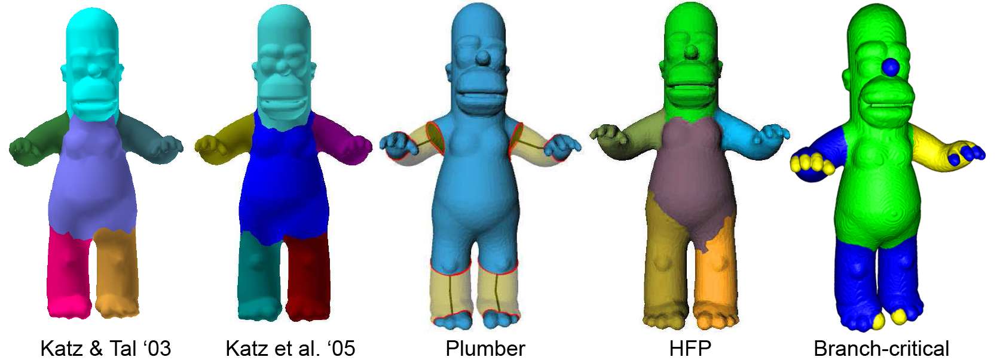 Katz & Tal ‘03
Katz et al. ‘05
Plumber
HFP
Branch-critical